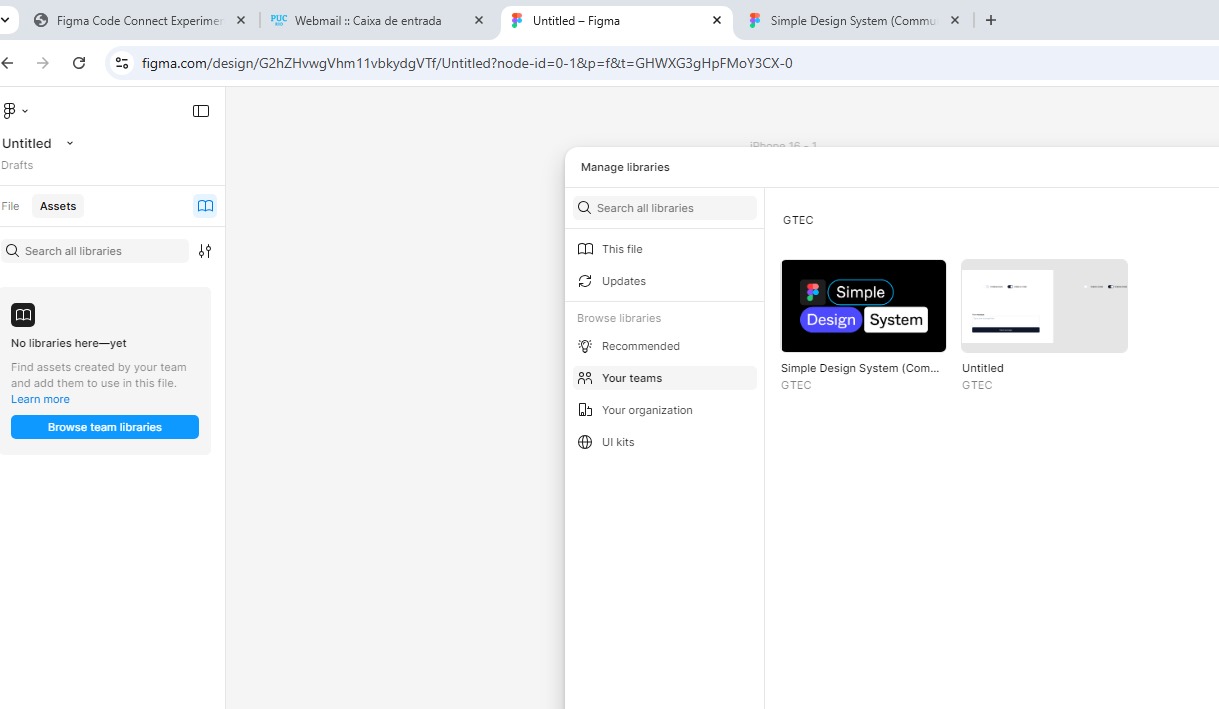 Figma Code Connect Experimen
PUC
RIO
Webmail :: Caixa de entrada
Untitled – Figma
Simple Design System (Commu
figma.com/design/G2hZHvwgVhm11vbkydgVTf/Untitled?node-id=0-1&p=f&t=GHWXG3gHpFMoY3CX-0
Untitled
Drafts
File
Assets
Search all libraries
No libraries here—yet
Find assets created by your team
and add them to use in this file.
Learn more
Browse team libraries
iPhone 16 - 1
Manage libraries
Search all libraries
This file
Updates
Browse libraries
Recommended
Your teams
Your organization
UI kits
GTEC
Simple
Design System
Simple Design System (Com...
GTEC
Untitled
GTEC